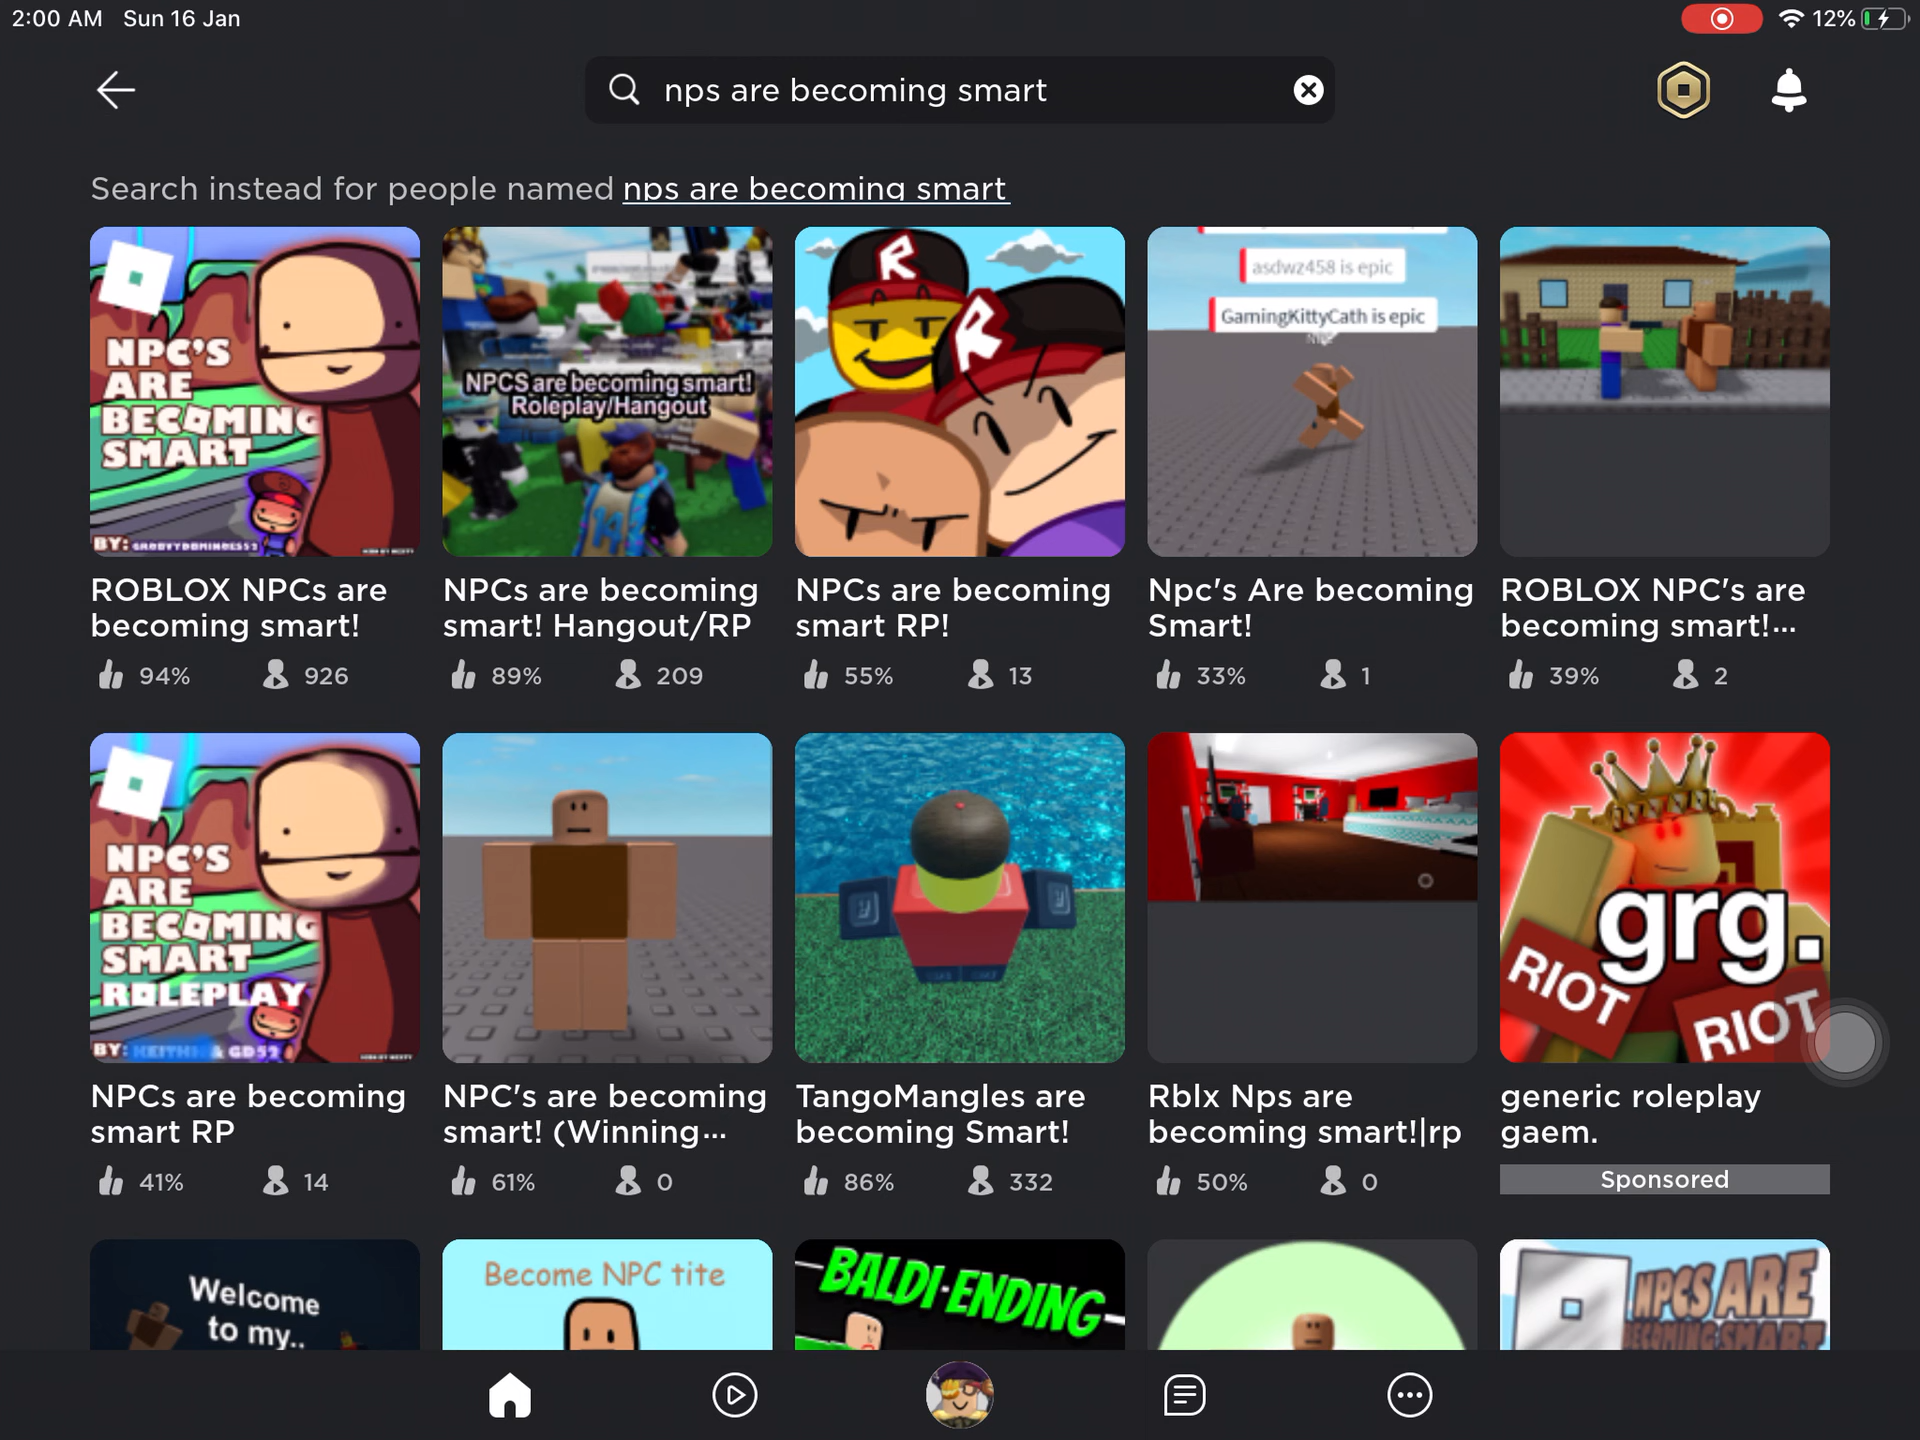 2:00 AM Sun 16 Jan
12%
nps are becoming smart
Search instead for people named nps are becoming smart
NPC'S
ARE
BECOMING
SMART
BY: GROOVYDOMINOES52
NPCS are becoming smart!
Roleplay/Hangout
R
R
asdwz458 is epic
GamingKittyCath is epic
ROBLOX NPCs are
becoming smart!
94% 926
NPCs are becoming
smart! Hangout/RP
89% 209
NPCs are becoming
smart RP!
55% 13
Npc's Are becoming
Smart!
33% 1
ROBLOX NPC's are
becoming smart!...
39% 2
NPC'S
ARE
BECOMING
SMART
ROLEPLAY
BY: & GD52
grg.
RIOT
RIOT
NPCs are becoming
smart RP
41% 14
NPC's are becoming
smart! (Winning...
61% 0
TangoMangles are
becoming Smart!
86% 332
Rblx Nps are
becoming smart!|rp
50% 0
generic roleplay
gaem.
Sponsored
Welcome
to my..
Become NPC tite
BALDI-ENDING
NPCS ARE
BECOMING SMART